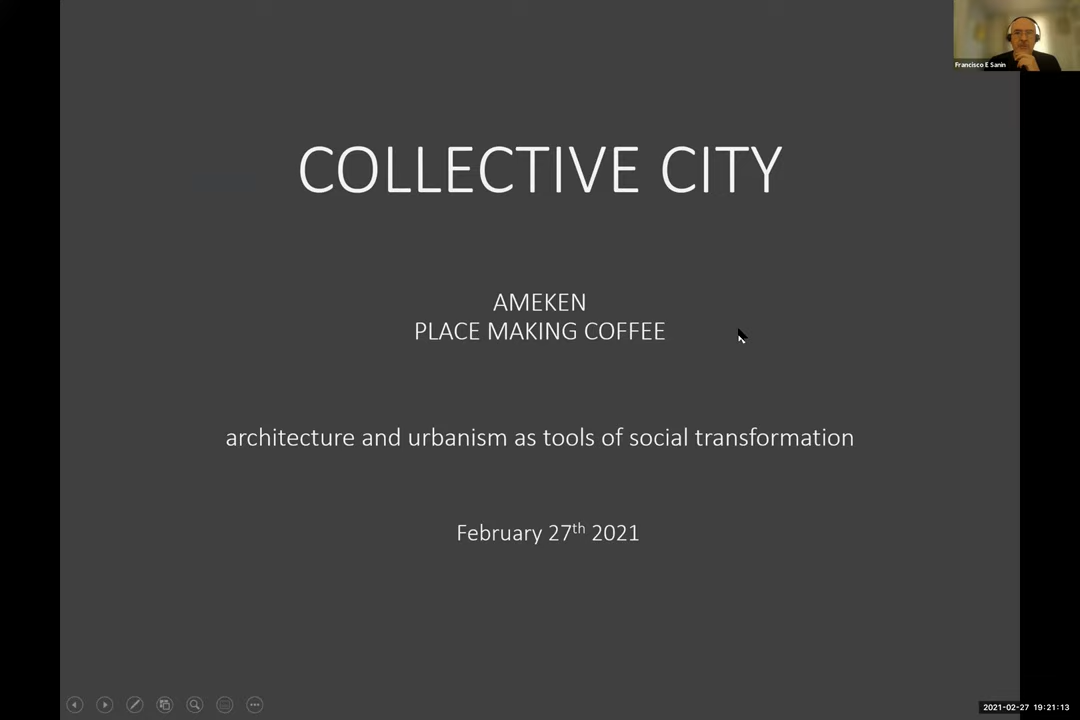 Francisco E Sanin
COLLECTIVE CITY
AMEKEN
PLACE MAKING COFFEE
architecture and urbanism as tools of social transformation
February 27th 2021
2021-02-27 19:21:13